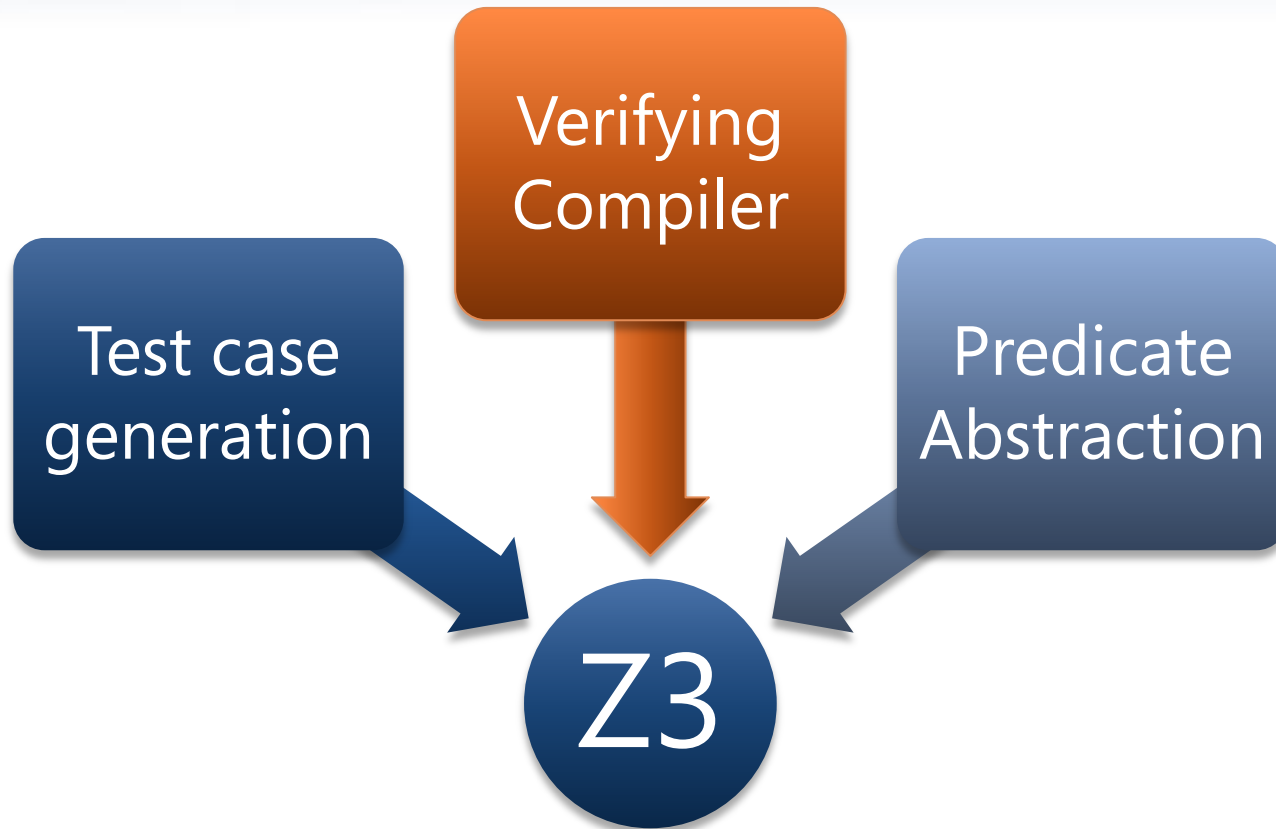 Verifying
Compiler
Test case
generation
Predicate
Abstraction
Z3